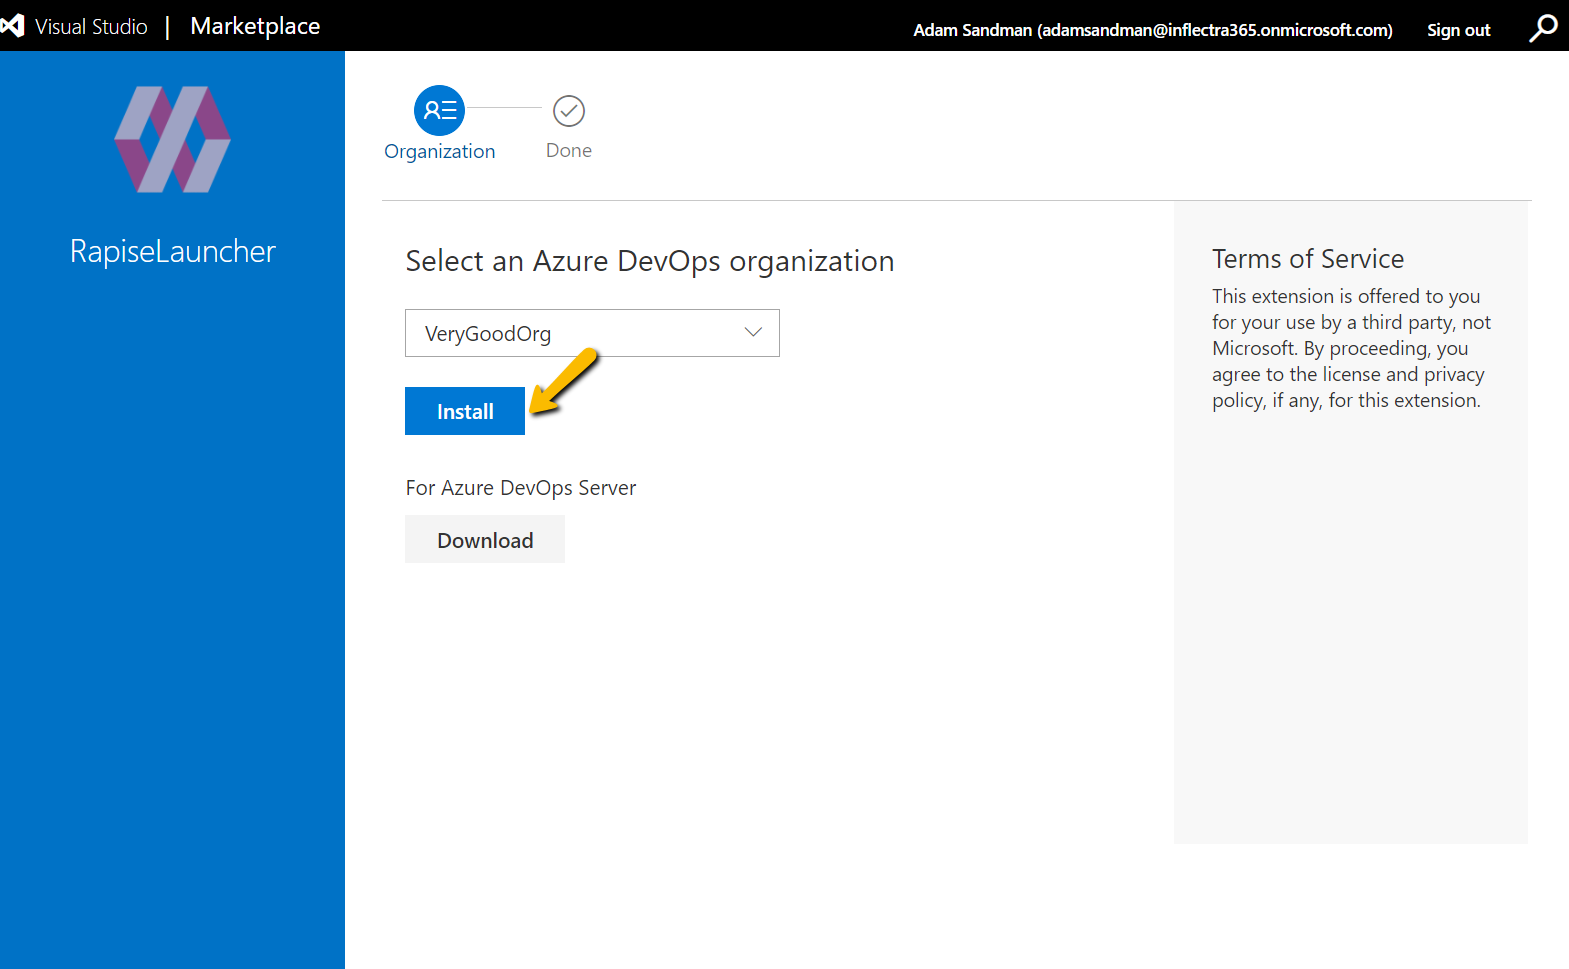 Visual Studio | Marketplace
Adam Sandman (adamsandman@inflectra365.onmicrosoft.com) Sign out
RapiseLauncher
Organization
Done
Select an Azure DevOps organization
VeryGoodOrg
Install
For Azure DevOps Server
Download
Terms of Service
This extension is offered to you
for your use by a third party, not
Microsoft. By proceeding, you
agree to the license and privacy
policy, if any, for this extension.